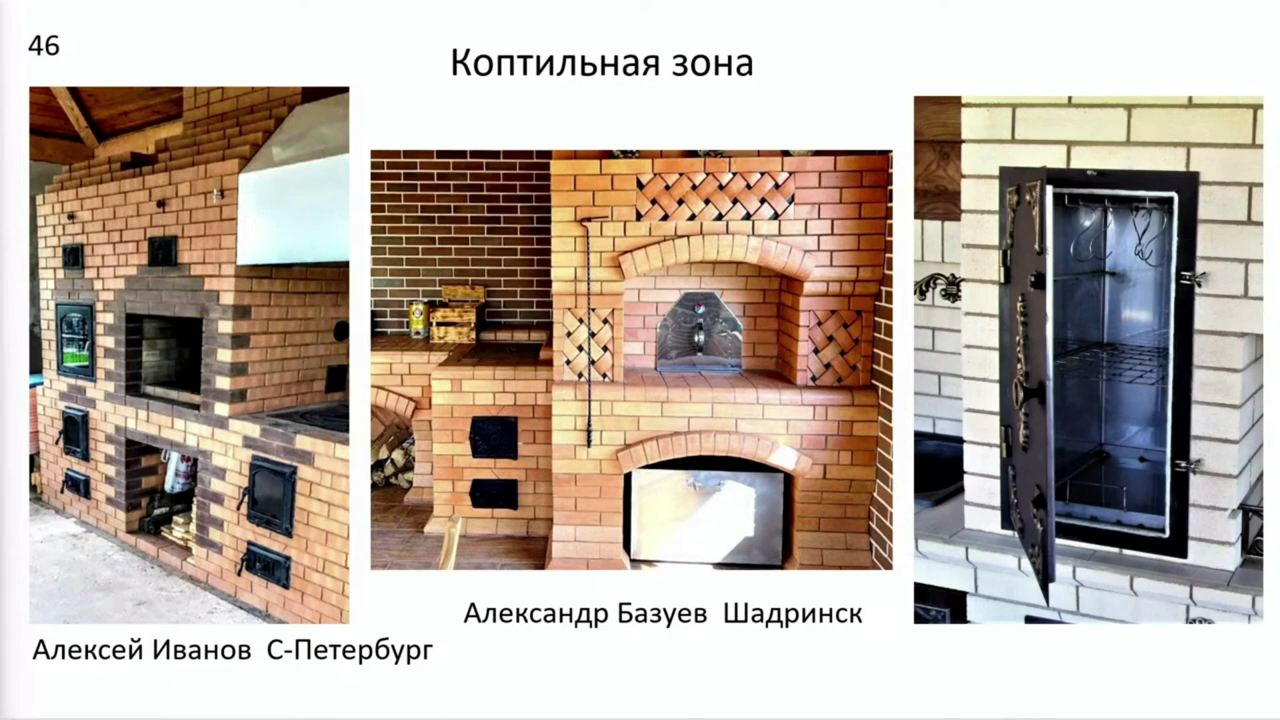 46
Коптильная зона
Александр Базуев  Шадринск
Алексей Иванов  С-Петербург